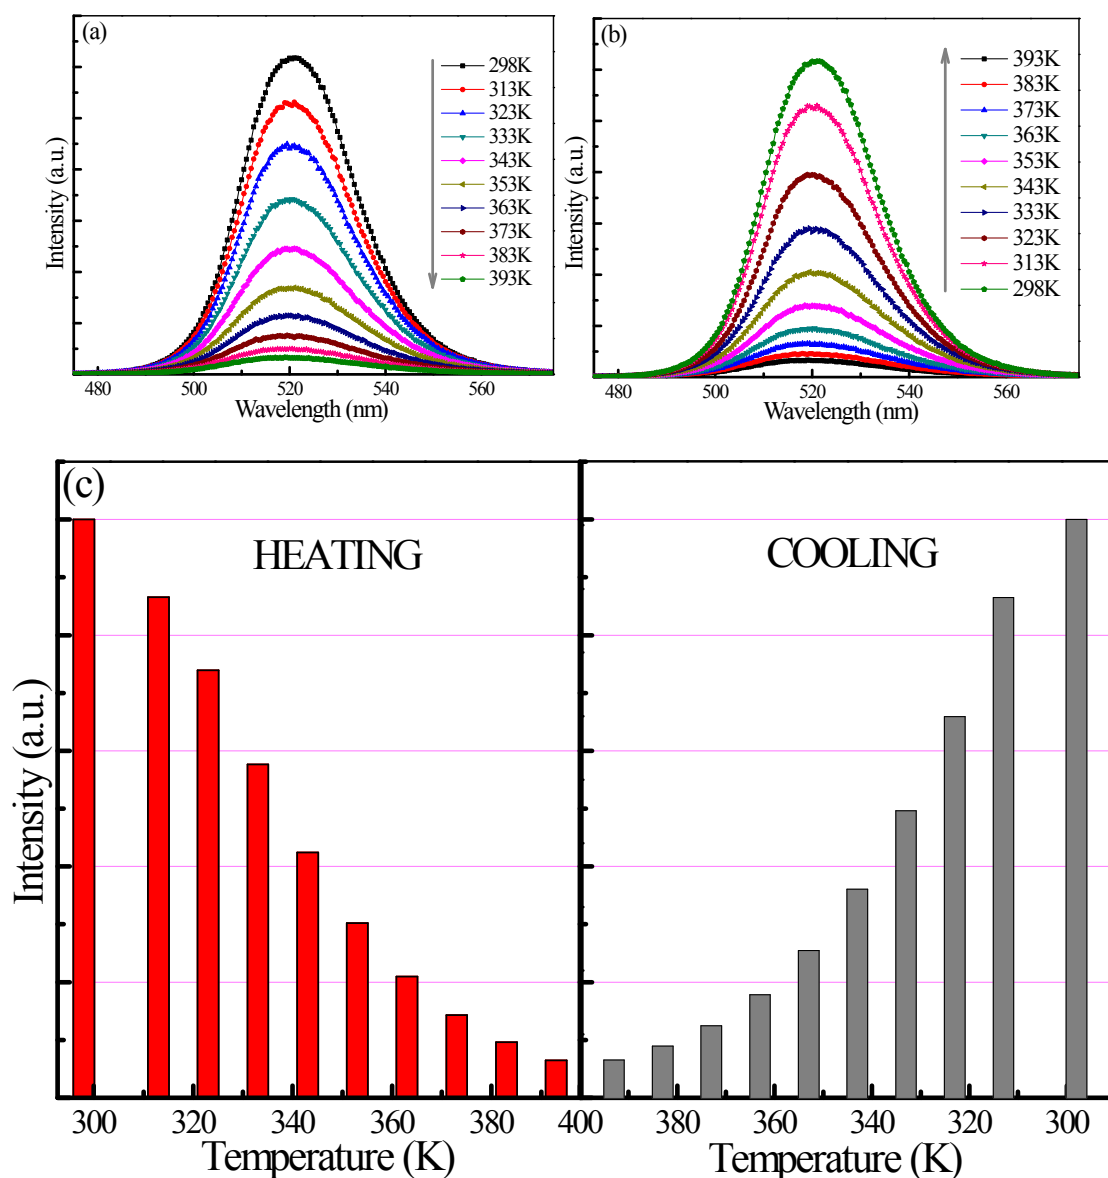 (a)
298K
313K
323K
333K
343K
353K
363K
373K
383K
393K
Intensity (a.u.)
480 500 520 540 560
Wavelength (nm)
(b)
393K
383K
373K
363K
353K
343K
333K
323K
313K
298K
Intensity (a.u.)
480 500 520 540 560
Wavelength (nm)
(c)
HEATING
COOLING
Intensity (a.u.)
300 320 340 360 380 400
380 360 340 320 300
Temperature (K)
Temperature (K)